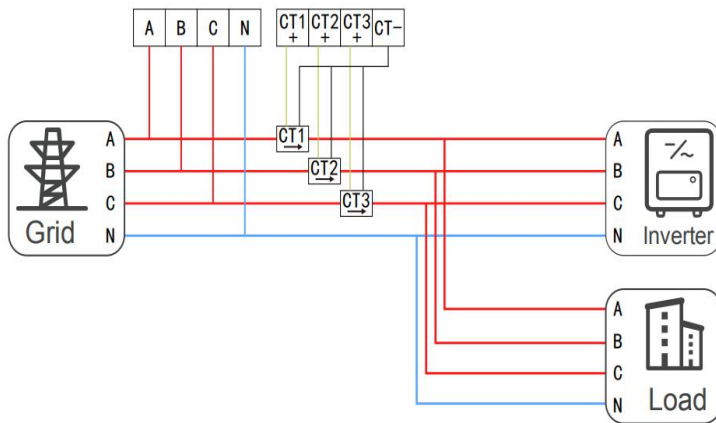 A B C N
CT1 + CT2 + CT3 + CT-
A
CT1
A
B
CT2
B
C
CT3
C
Grid
N
N
Inverter
A
B
C
N
Load